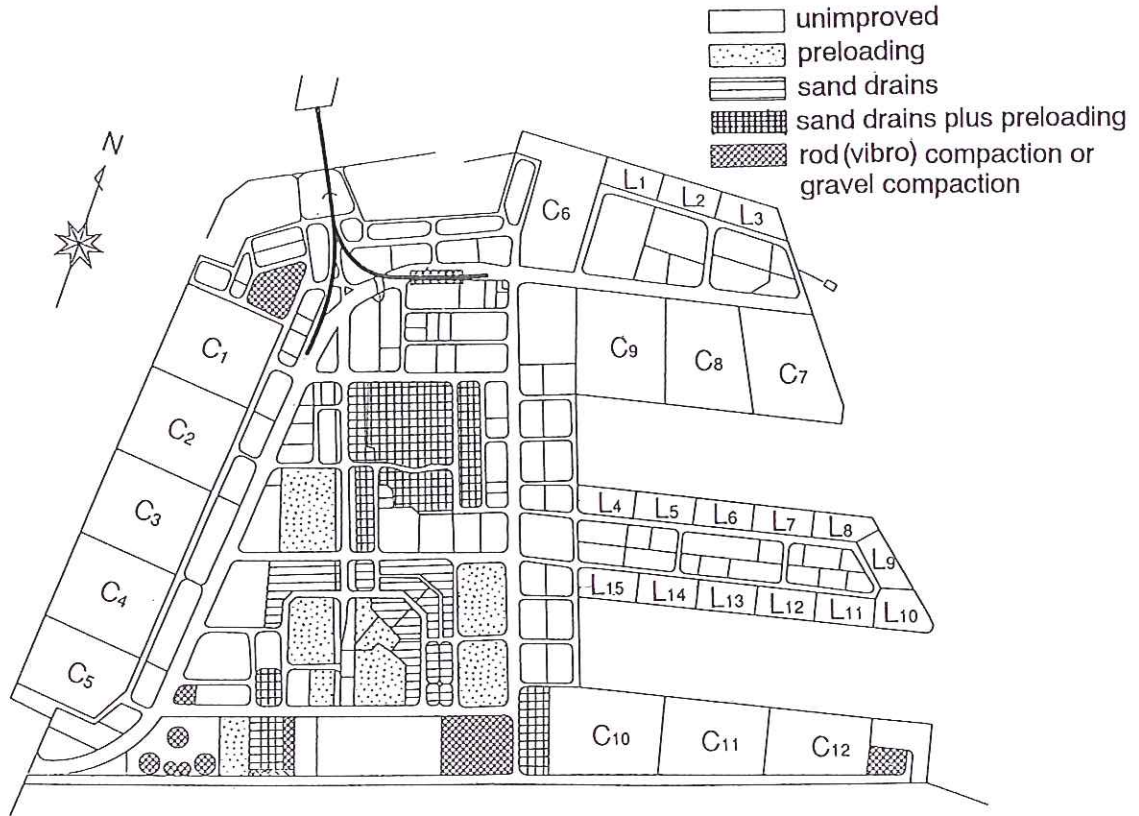 unimproved
preloading
sand drains
sand drains plus preloading
rod (vibro) compaction or
gravel compaction
N
C6
L1
L2
L3
C1
C9
C8
C7
C2
C3
L4
L5
L6
L7
L8
L9
C4
L15
L14
L13
L12
L11
L10
C5
C10
C11
C12